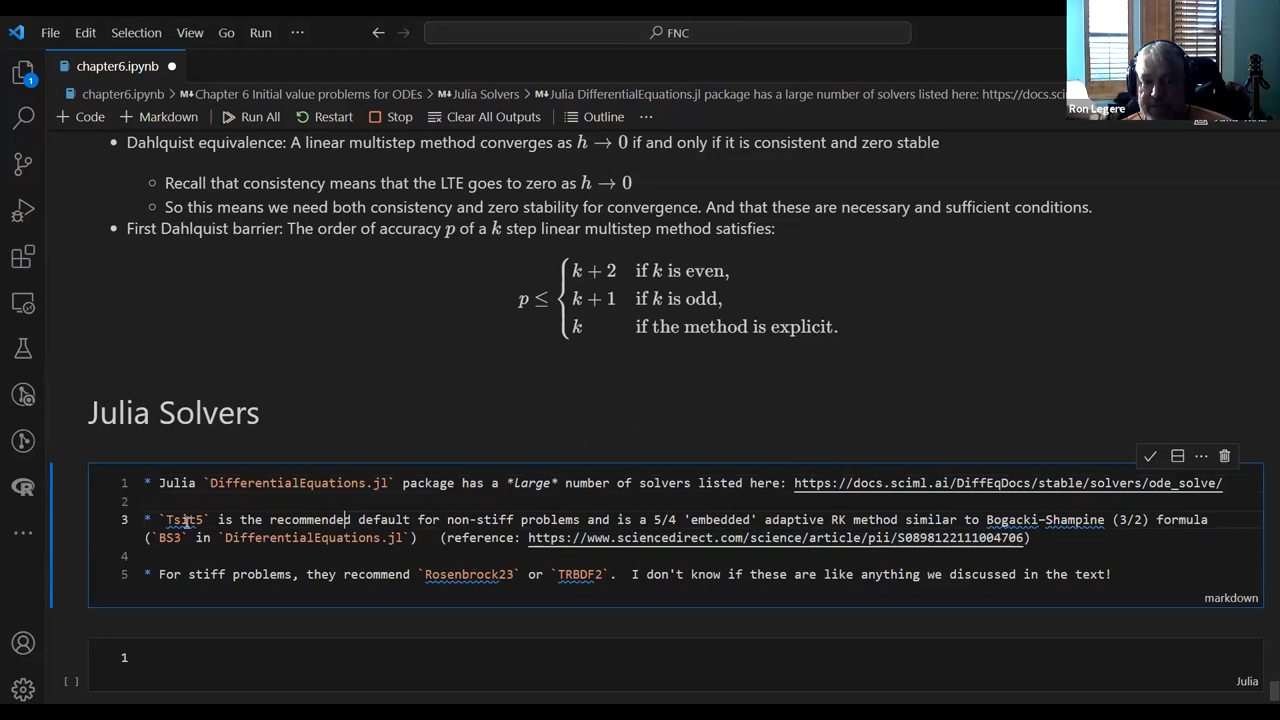 File Edit Selection View Go Run ··· FNC
chapter6.ipynb
chapter6.ipynb > Chapter 6 Initial value problems for ODEs > Julia Solvers > Julia DifferentialEquations.jl package has a large number of solvers listed here: https://docs.sc
Ron Legere
+ Code + Markdown Run All Restart Clear All Outputs Outline ···
• Dahlquist equivalence: A linear multistep method converges as h → 0 if and only if it is consistent and zero stable
○ Recall that consistency means that the LTE goes to zero as h → 0
○ So this means we need both consistency and zero stability for convergence. And that these are necessary and sufficient conditions.
• First Dahlquist barrier: The order of accuracy p of a k step linear multistep method satisfies:
k + 2 if k is even,
p ≤ { k + 1 if k is odd,
k if the method is explicit.
Julia Solvers
1 * Julia `DifferentialEquations.jl` package has a *large* number of solvers listed here: https://docs.sciml.ai/DiffEqDocs/stable/solvers/ode_solve/
2
3 * `Tsit5` is the recommended default for non-stiff problems and is a 5/4 'embedded' adaptive RK method similar to Bogacki-Shampine (3/2) formula
(`BS3` in `DifferentialEquations.jl`) (reference: https://www.sciencedirect.com/science/article/pii/S0898122111004706)
4
5 * For stiff problems, they recommend `Rosenbrock23` or `TRBDF2`. I don't know if these are like anything we discussed in the text!
markdown
1
[ ] Julia